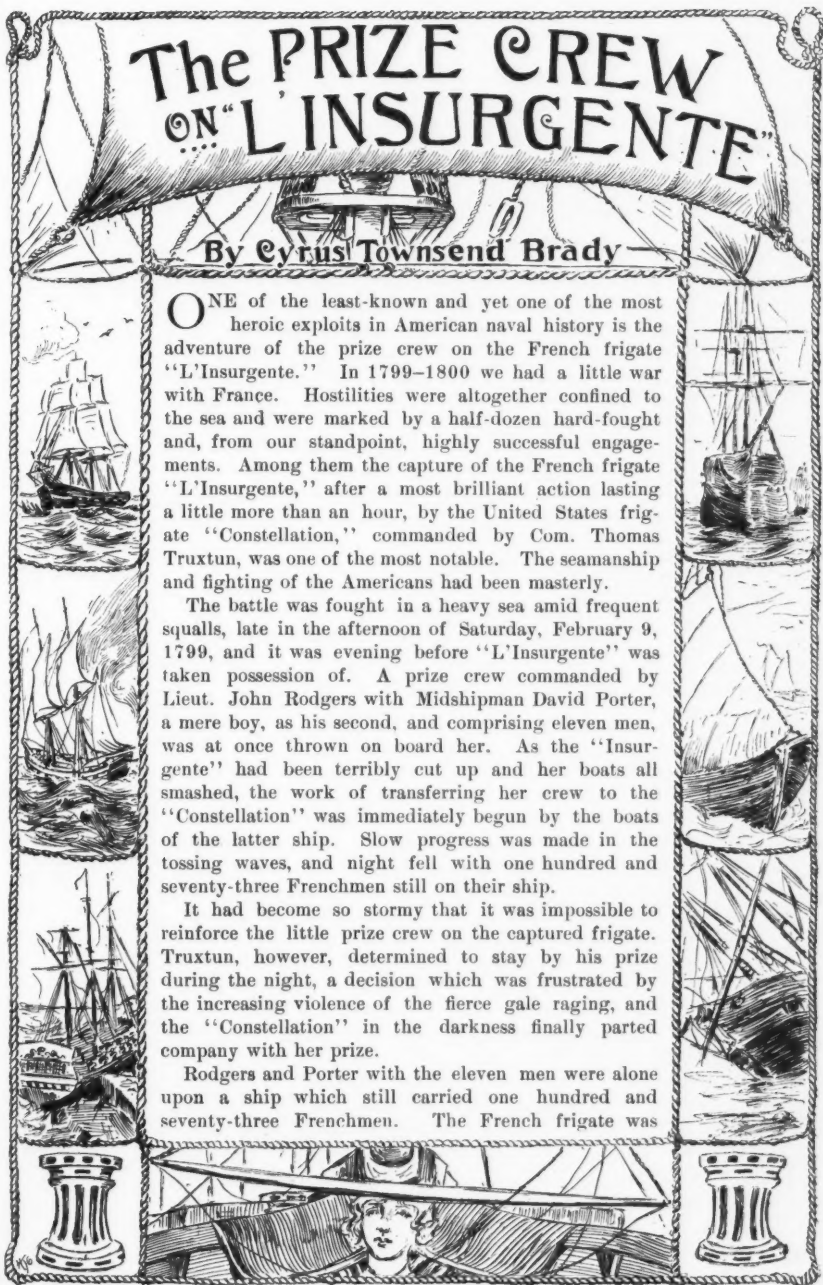 The PRIZE CREW
ON "L'INSURGENTE"
By Cyrus Townsend Brady
ONE of the least-known and yet one of the most
heroic exploits in American naval history is the
adventure of the prize crew on the French frigate
"L'Insurgente." In 1799–1800 we had a little war
with France. Hostilities were altogether confined to
the sea and were marked by a half-dozen hard-fought
and, from our standpoint, highly successful engage-
ments. Among them the capture of the French frigate
"L'Insurgente," after a most brilliant action lasting
a little more than an hour, by the United States frig-
ate "Constellation," commanded by Com. Thomas
Truxtun, was one of the most notable. The seamanship
and fighting of the Americans had been masterly.
The battle was fought in a heavy sea amid frequent
squalls, late in the afternoon of Saturday, February 9,
1799, and it was evening before "L'Insurgente" was
taken possession of. A prize crew commanded by
Lieut. John Rodgers with Midshipman David Porter,
a mere boy, as his second, and comprising eleven men,
was at once thrown on board her. As the "Insur-
gente" had been terribly cut up and her boats all
smashed, the work of transferring her crew to the
"Constellation" was immediately begun by the boats
of the latter ship. Slow progress was made in the
tossing waves, and night fell with one hundred and
seventy-three Frenchmen still on their ship.
It had become so stormy that it was impossible to
reinforce the little prize crew on the captured frigate.
Truxtun, however, determined to stay by his prize
during the night, a decision which was frustrated by
the increasing violence of the fierce gale raging, and
the "Constellation" in the darkness finally parted
company with her prize.
Rodgers and Porter with the eleven men were alone
upon a ship which still carried one hundred and
seventy-three Frenchmen. The French frigate was